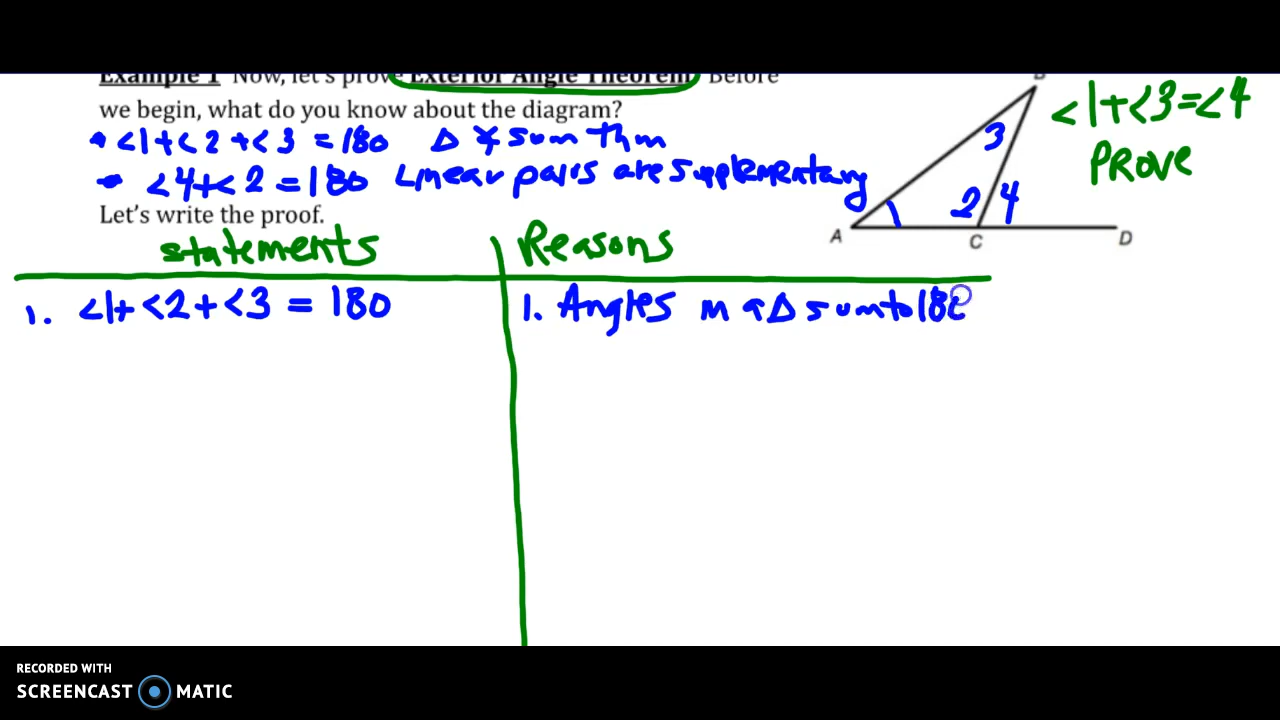 Example 1 Now, let's prove Exterior Angle Theorem. Before
we begin, what do you know about the diagram?
<1+<2+<3 = 180 Δ ∡ sum thm
<4+<2 = 180 Linear pairs are supplementary
Let's write the proof.
<1+<3=<4
PROVE
B
3
2 4
A
C
D
statements Reasons
1. <1+<2+<3 = 180 1. Angles in a Δ sum to 180
RECORDED WITH
SCREENCAST MATIC